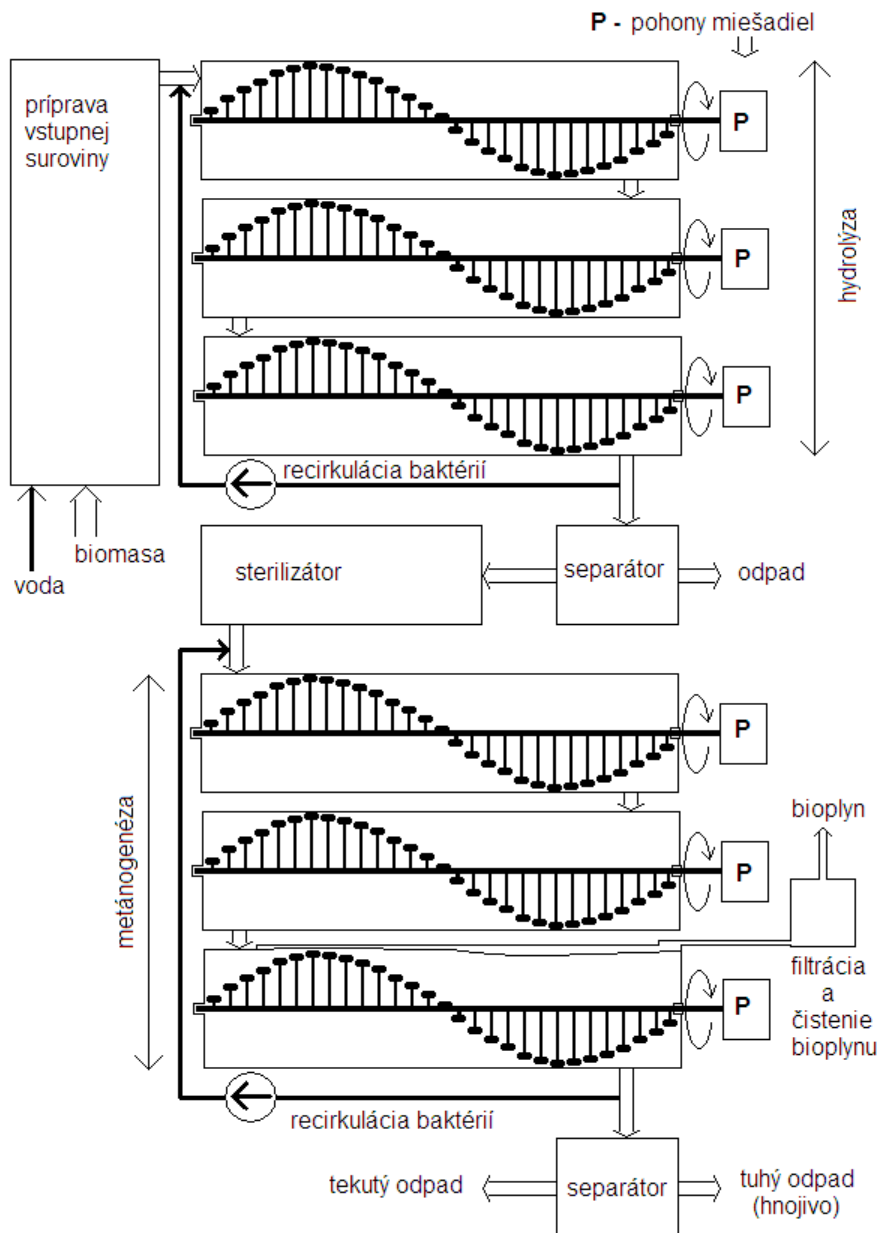 P - pohony miešadiel
príprava
vstupnej
suroviny
P
P
hydrolýza
P
recirkulácia baktérií
biomasa
voda
sterilizátor
separátor
odpad
P
metánogenéza
bioplyn
P
filtrácia
a
čistenie
bioplynu
P
recirkulácia baktérií
tekutý odpad
separátor
tuhý odpad
(hnojivo)